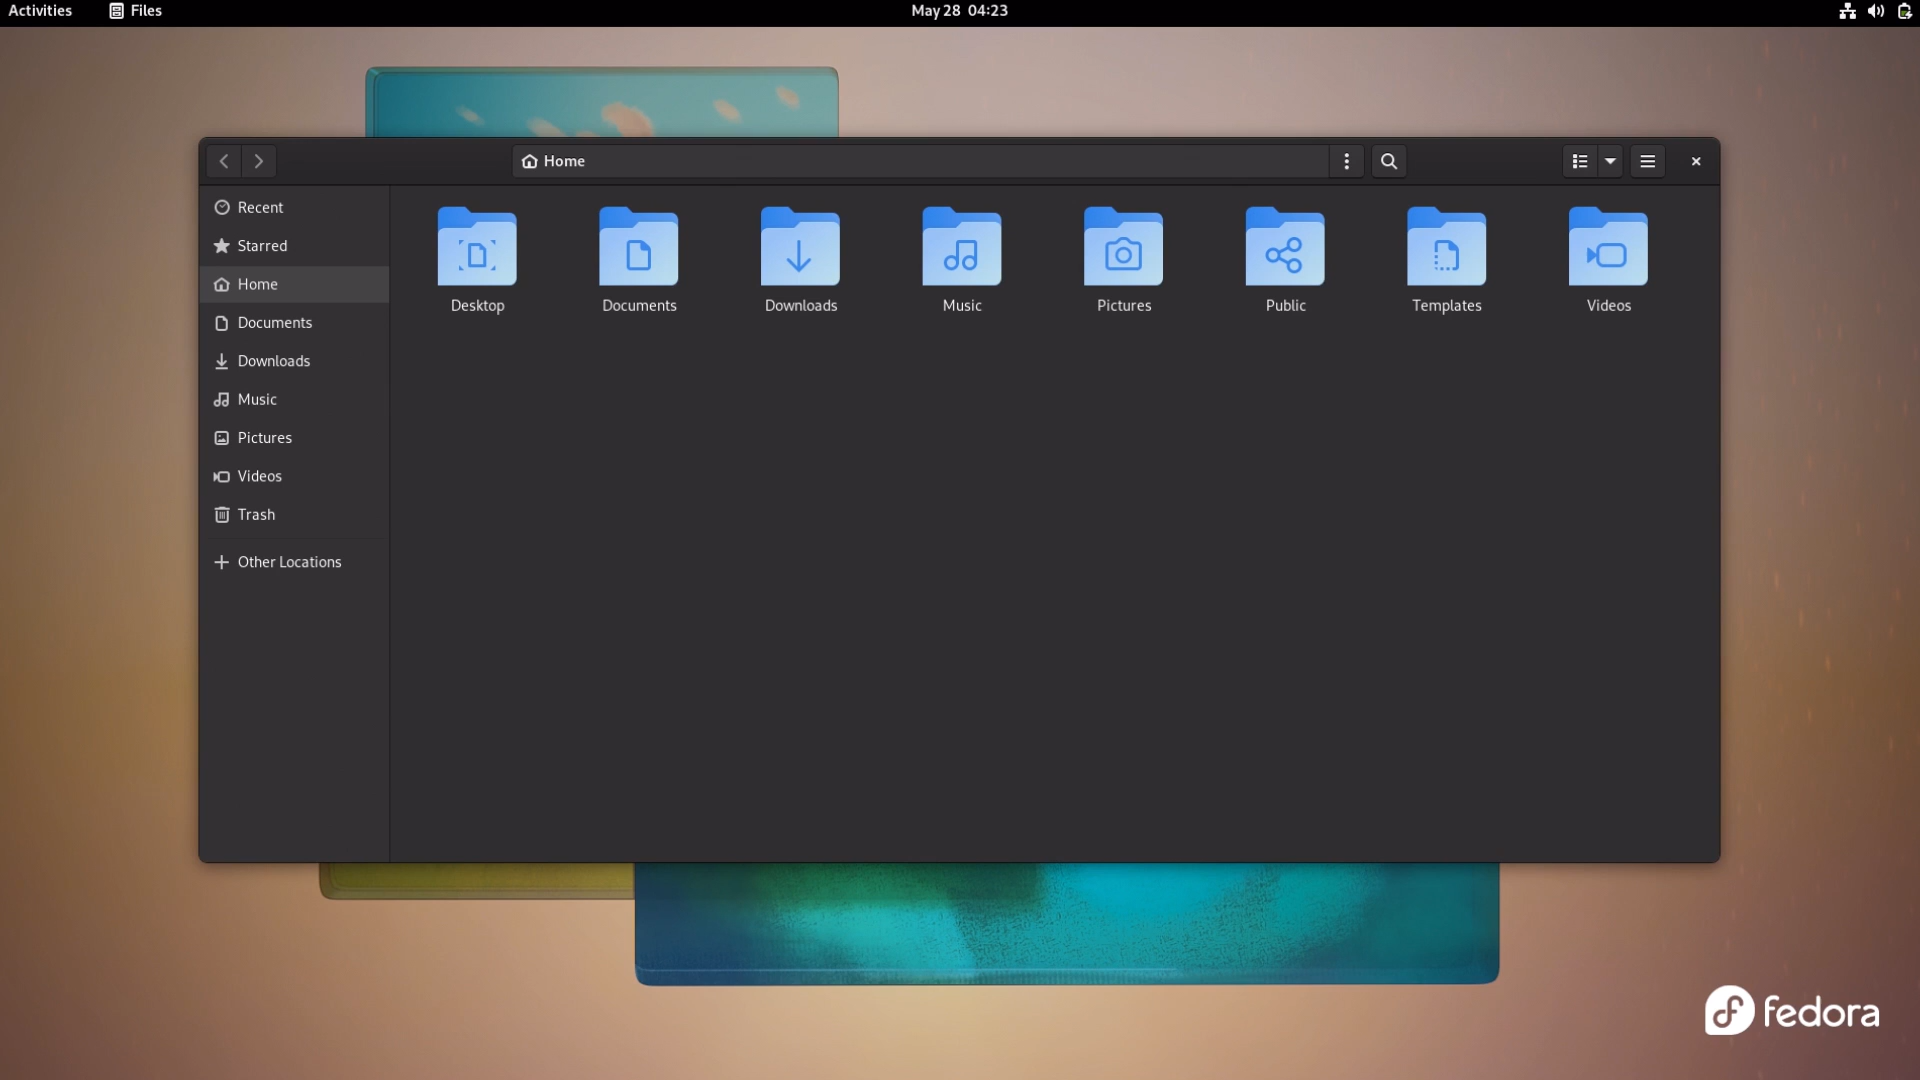 Activities Files May 28 04:23
Home
Recent
Starred
Home
Documents
Downloads
Music
Pictures
Videos
Trash
Other Locations
Desktop Documents Downloads Music Pictures Public Templates Videos
fedora